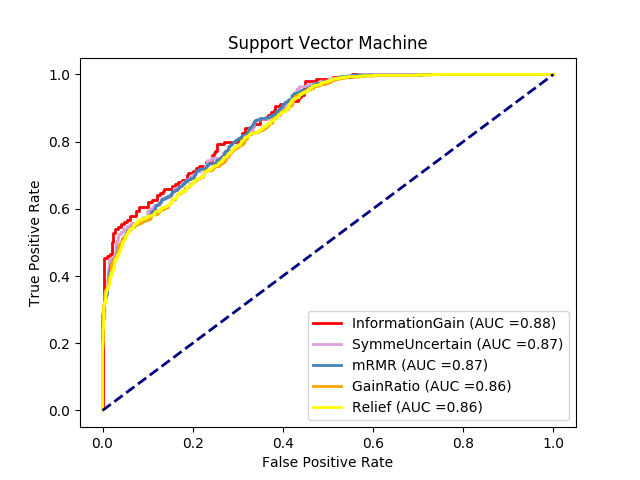 Support Vector Machine
True Positive Rate
1.0
0.8
0.6
0.4
0.2
0.0
InformationGain (AUC =0.88)
SymmeUncertain (AUC =0.87)
mRMR (AUC =0.87)
GainRatio (AUC =0.86)
Relief (AUC =0.86)
0.0 0.2 0.4 0.6 0.8 1.0
False Positive Rate